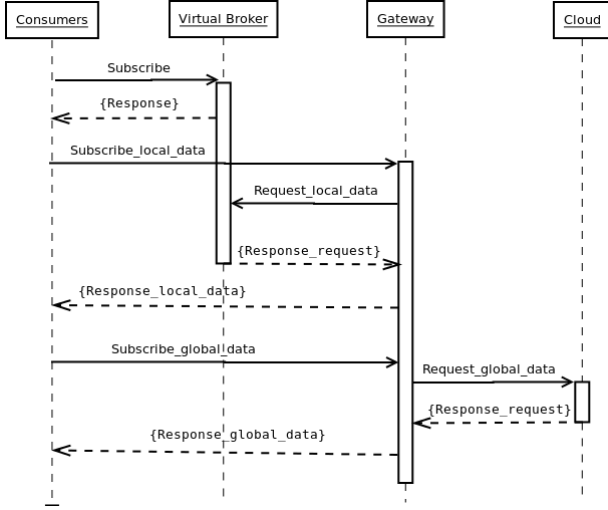 Consumers
Virtual Broker
Gateway
Cloud
Subscribe
{Response}
Subscribe_local_data
Request_local_data
{Response_request}
{Response_local_data}
Subscribe_global_data
Request_global_data
{Response_request}
{Response_global_data}